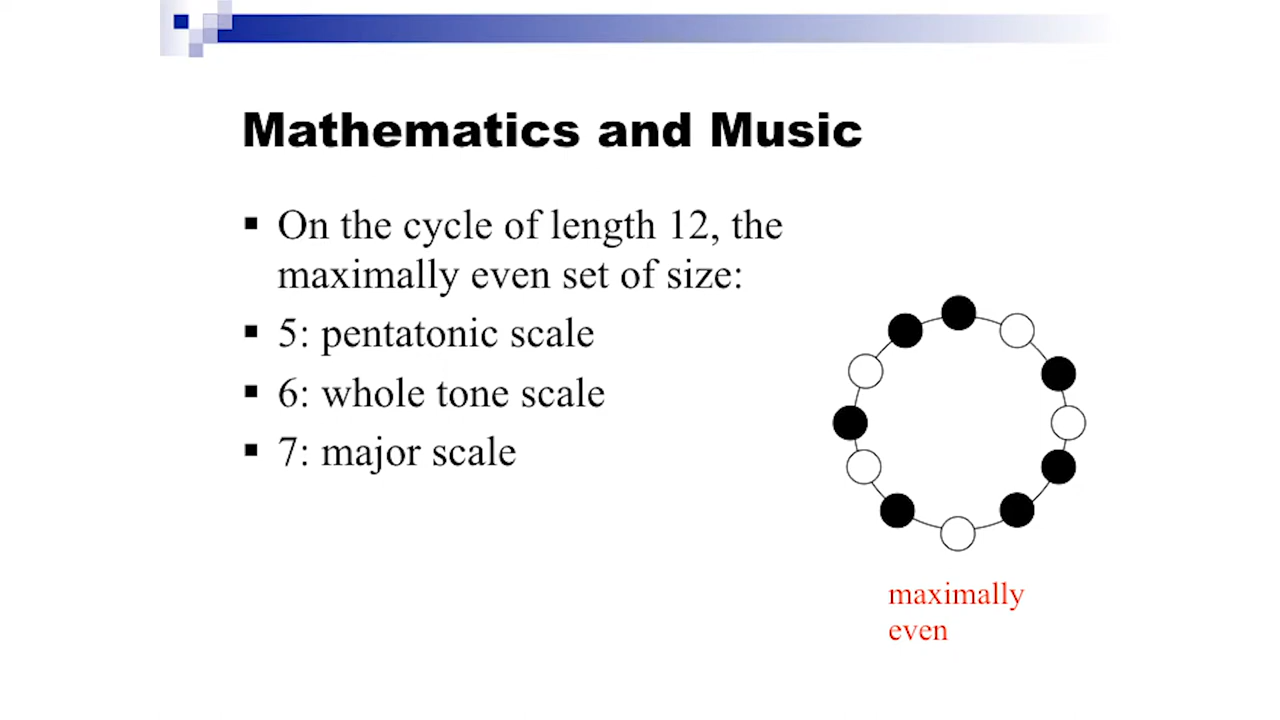 Mathematics and Music
▪ On the cycle of length 12, the
maximally even set of size:
▪ 5: pentatonic scale
▪ 6: whole tone scale
▪ 7: major scale
maximally
even